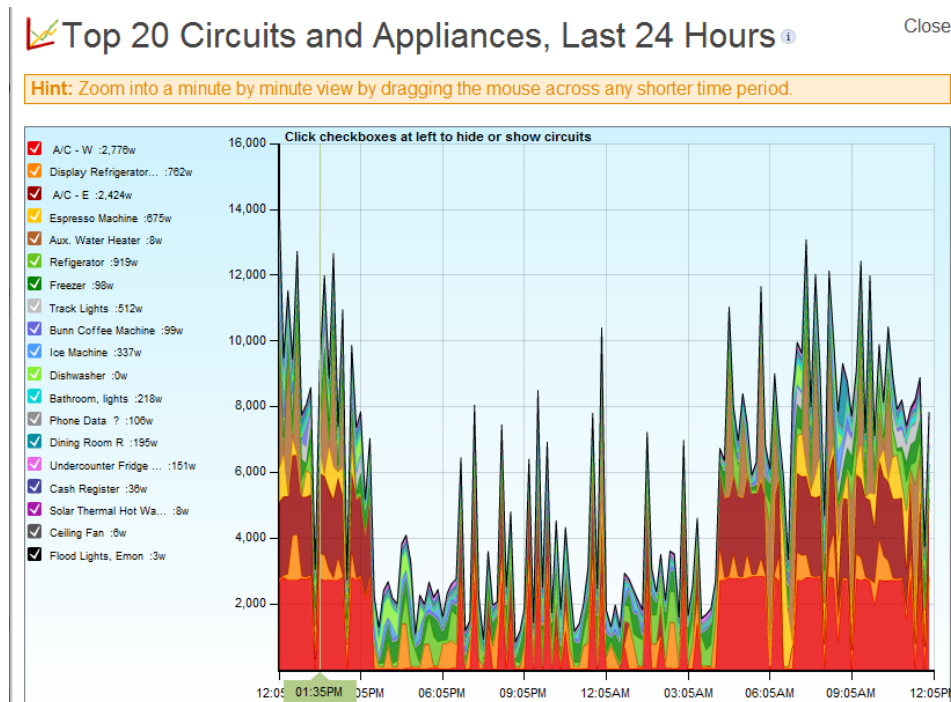 Top 20 Circuits and Appliances, Last 24 Hours i
Close
Hint: Zoom into a minute by minute view by dragging the mouse across any shorter time period.
Click checkboxes at left to hide or show circuits
A/C - W :2,776w
Display Refrigerator... :762w
A/C - E :2,424w
Espresso Machine :675w
Aux. Water Heater :8w
Refigerator :919w
Freezer :98w
Track Lights :512w
Bunn Coffee Machine :99w
Ice Machine :337w
Dishwasher :0w
Bathroom, lights :218w
Phone Data ? :106w
Dining Room R :195w
Undercounter Fridge ... :151w
Cash Register :36w
Solar Thermal Hot Wa... :8w
Ceiling Fan :6w
Flood Lights, Emon :3w
16,000
14,000
12,000
10,000
8,000
6,000
4,000
2,000
12:05 01:35PM 05PM 06:05PM 09:05PM 12:05AM 03:05AM 06:05AM 09:05AM 12:05P